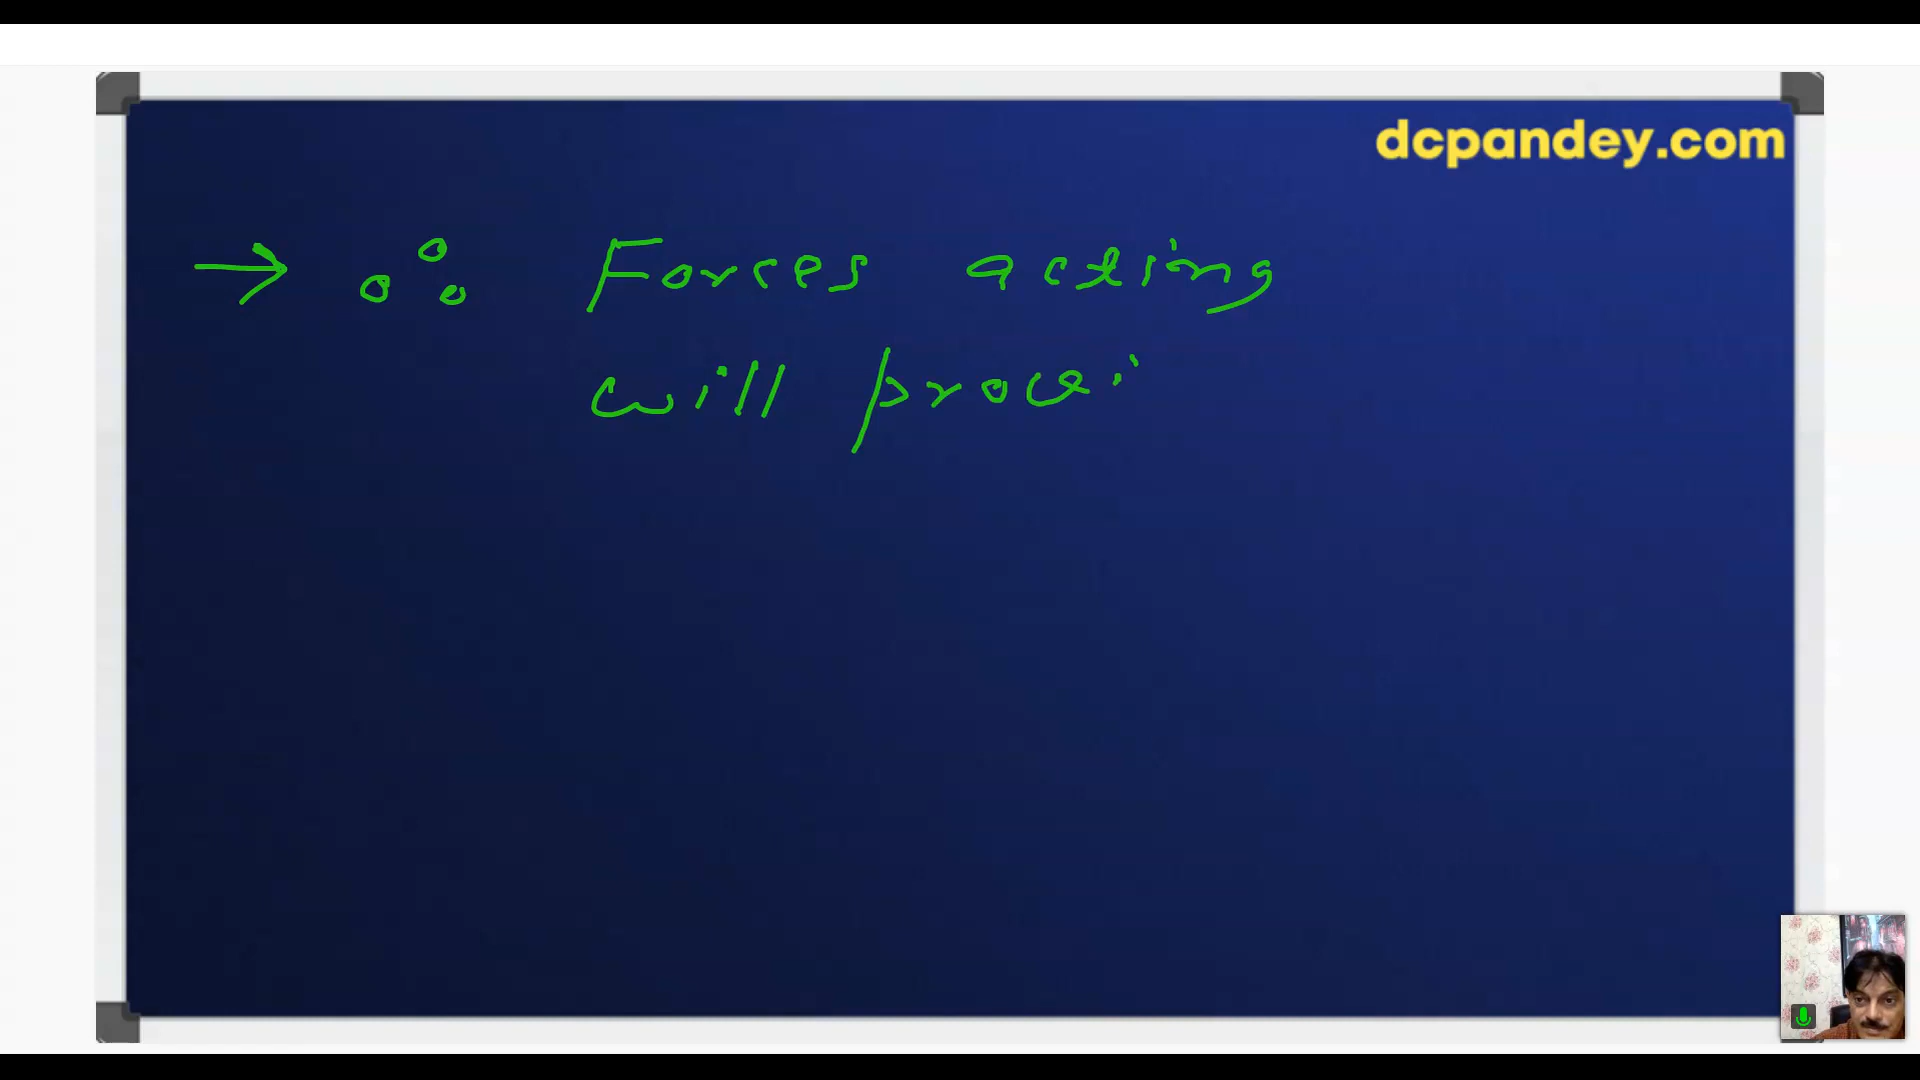 dcpandey.com
→ ∴ Forces acting
will